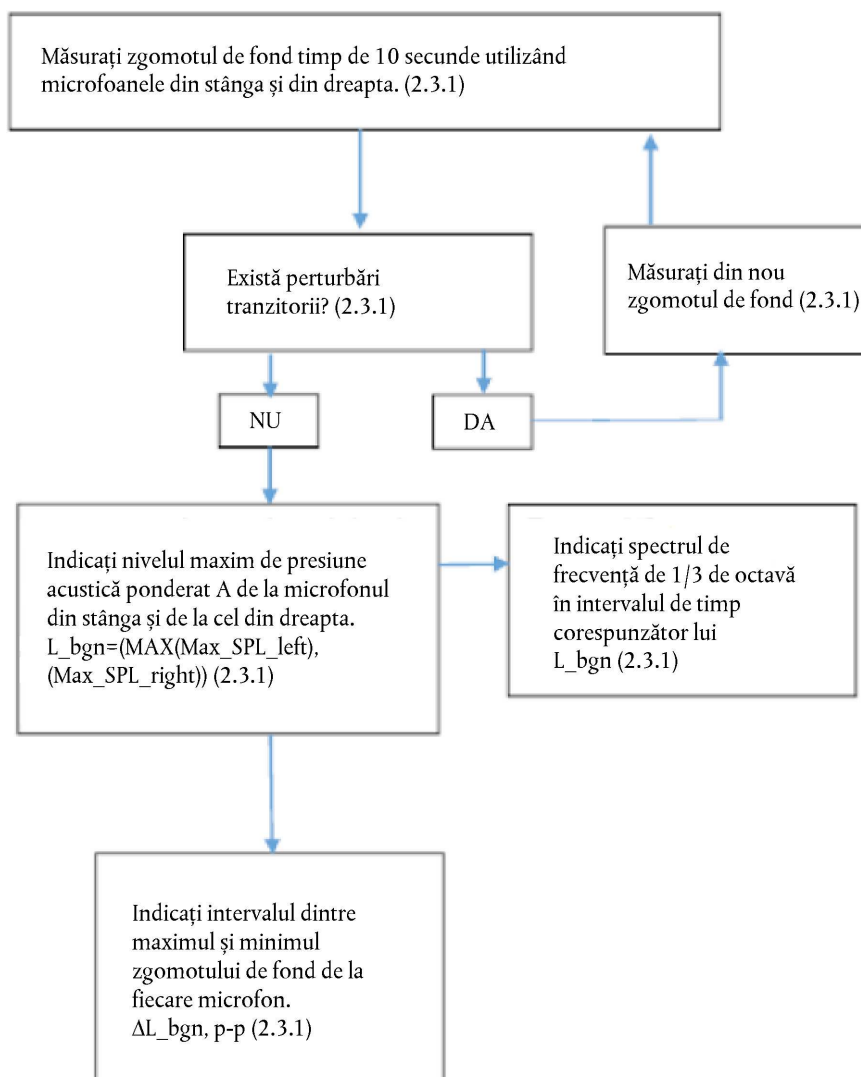 Măsurați zgomotul de fond timp de 10 secunde utilizând
microfoanele din stânga și din dreapta. (2.3.1)
Există perturbări
tranzitorii? (2.3.1)
Măsurați din nou
zgomotul de fond (2.3.1)
NU
DA
Indicați nivelul maxim de presiune
acustică ponderat A de la microfonul
din stânga și de la cel din dreapta.
L_bgn=(MAX(Max_SPL_left),
(Max_SPL_right)) (2.3.1)
Indicați spectrul de
frecvență de 1/3 de octavă
în intervalul de timp
corespunzător lui
L_bgn (2.3.1)
Indicați intervalul dintre
maximul și minimul
zgomotului de fond de la
fiecare microfon.
ΔL_bgn, p-p (2.3.1)